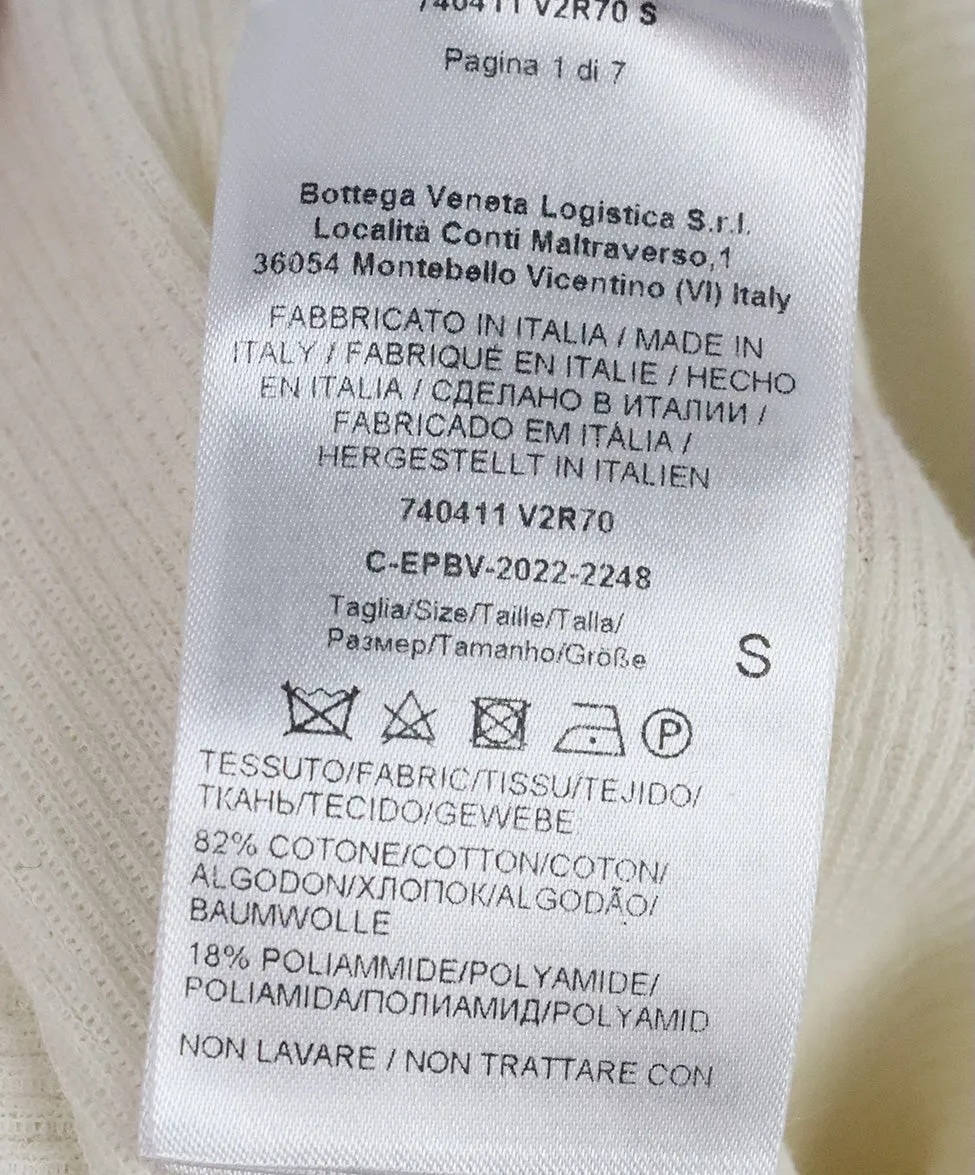 740411 V2R70 S
Pagina 1 di 7
Bottega Veneta Logistica S.r.l.
Località Conti Maltraverso,1
36054 Montebello Vicentino (VI) Italy
FABBRICATO IN ITALIA / MADE IN
ITALY / FABRIQUÉ EN ITALIE / HECHO
EN ITALIA / СДЕЛАНО В ИТАЛИИ /
FABRICADO EM ITÁLIA /
HERGESTELLT IN ITALIEN
740411 V2R70
C-EPBV-2022-2248
Taglia/Size/Taille/Talla/
Размер/Tamanho/Größe
S
P
TESSUTO/FABRIC/TISSU/TEJIDO/
ТКАНЬ/TECIDO/GEWEBE
82% COTONE/COTTON/COTON/
ALGODON/ХЛОПОК/ALGODÃO/
BAUMWOLLE
18% POLIAMMIDE/POLYAMIDE/
POLIAMIDA/ПОЛИАМИД/POLYAMID
NON LAVARE / NON TRATTARE CON